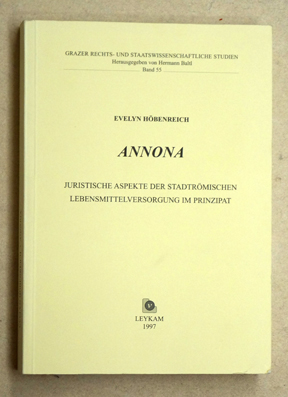 GRAZER RECHTS- UND STAATSWISSENSCHAFTLICHE STUDIEN
Herausgegeben von Hermann Baltl
Band 55
EVELYN HÖBENREICH
ANNONA
JURISTISCHE ASPEKTE DER STADTRÖMISCHEN
LEBENSMITTELVERSORGUNG IM PRINZIPAT
LEYKAM
1997